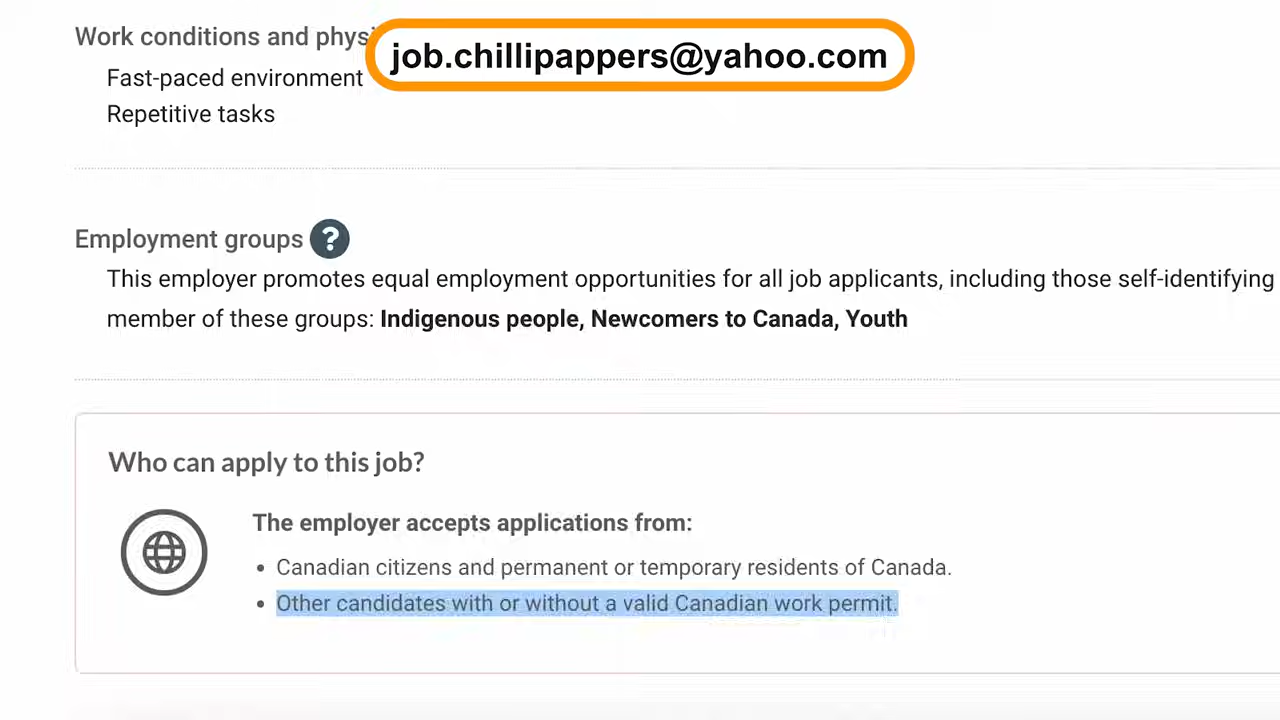 Work conditions and physi
job.chillipappers@yahoo.com
Fast-paced environment
Repetitive tasks
Employment groups ?
This employer promotes equal employment opportunities for all job applicants, including those self-identifying
member of these groups: Indigenous people, Newcomers to Canada, Youth
Who can apply to this job?
The employer accepts applications from:
• Canadian citizens and permanent or temporary residents of Canada.
• Other candidates with or without a valid Canadian work permit.